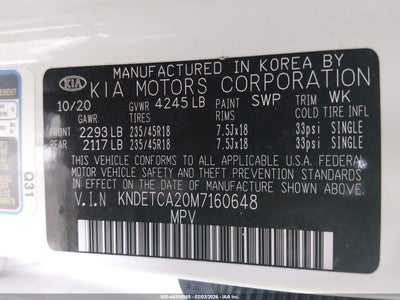 MANUFACTURED IN KOREA BY
KIA KIA MOTORS CORPORATION
10/20 GVWR 4245 LB PAINT SWP TRIM WK
GAWR TIRES RIMS COLD TIRE INFL
FRONT 2293 LB 235/45R18 7.5Jx18 33psi SINGLE
REAR 2117 LB 235/45R18 7.5Jx18 33psi SINGLE
THIS VEHICLE CONFORMS TO ALL APPLICABLE U.S.A. FEDERAL
MOTOR VEHICLE SAFETY AND THEFT PREVENTION STANDARDS
IN EFFECT ON THE DATE OF MANUFACTURE SHOWN ABOVE.
V.I.N KNDETCA20M7160648
MPV
Q31